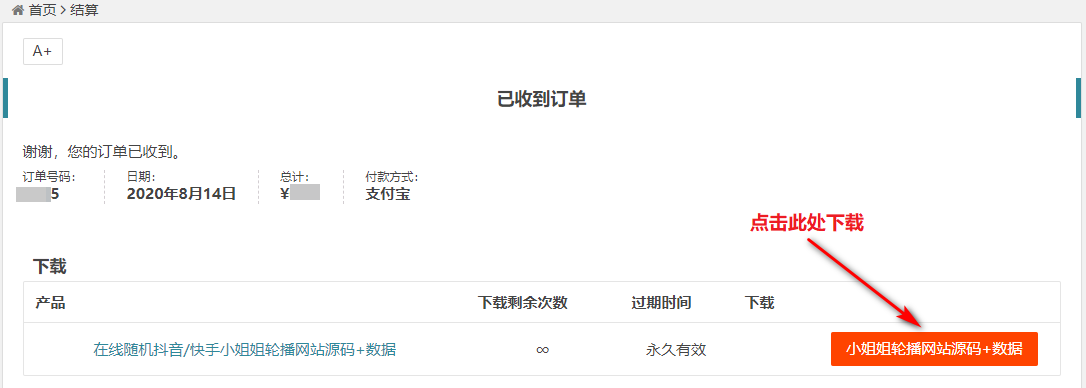 首页 > 结算
A+
已收到订单
谢谢，您的订单已收到。
订单号码： 日期： 总计： 付款方式：
5 2020年8月14日 ¥ 支付宝
点击此处下载
下载
产品 下载剩余次数 过期时间 下载
在线随机抖音/快手小姐姐轮播网站源码+数据 ∞ 永久有效 小姐姐轮播网站源码+数据